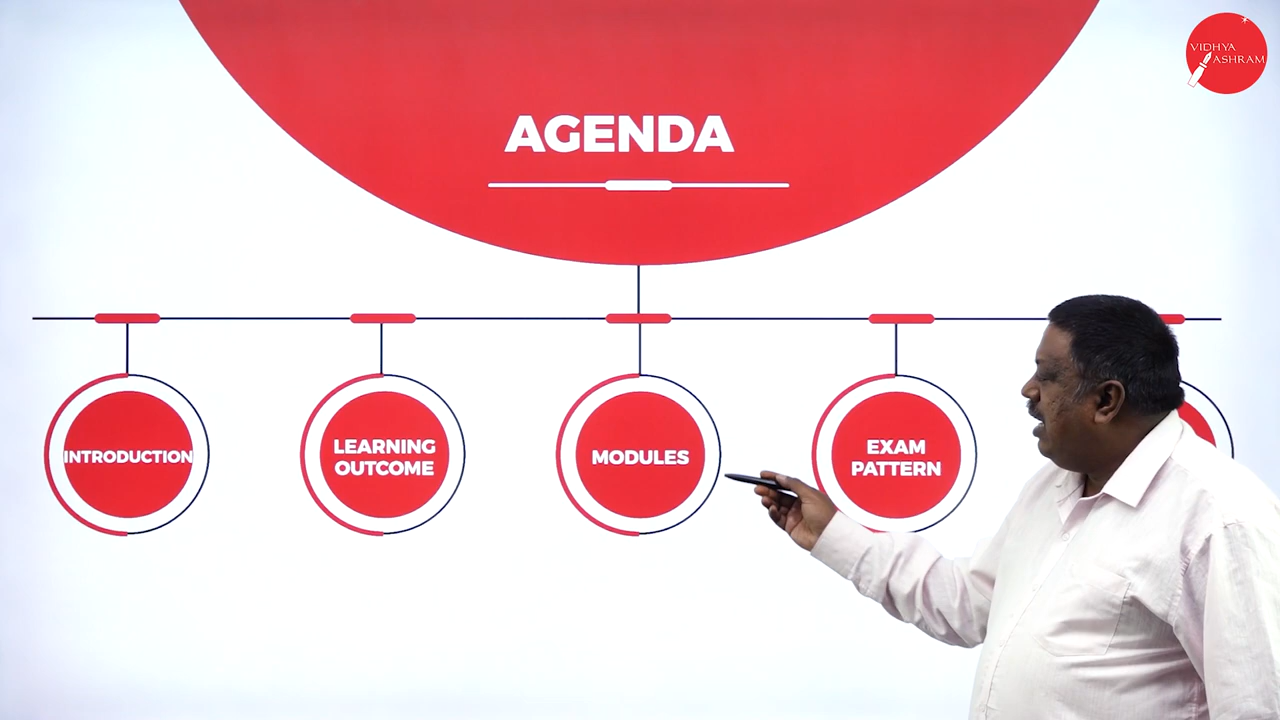 VIDHYA
ASHRAM
AGENDA
INTRODUCTION
LEARNING
OUTCOME
MODULES
EXAM
PATTERN